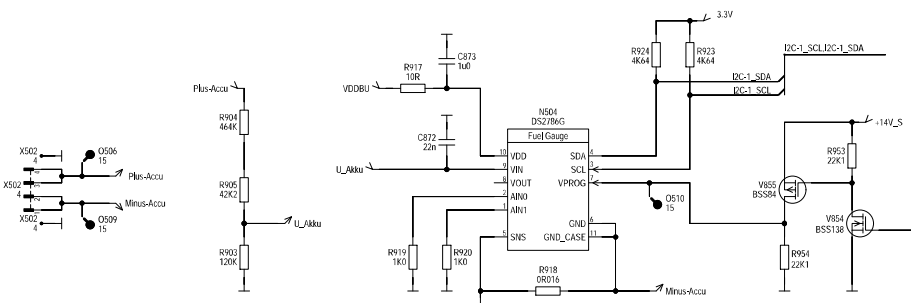 3.3V
R924
4K64
R923
4K64
I2C-1_SCL,I2C-1_SDA
I2C-1_SDA
I2C-1_SCL
C873
1u0
R917
10R
VDDBU
Plus-Accu
R904
464K
N504
DS2786G
Fuel Gauge
+14V_S
R953
22K1
C872
22n
X502
4
O506
15
X502
4
4
3
2
1
Plus-Accu
Minus-Accu
X502
4
O509
15
R905
42K2
U_Akku
R903
120K
U_Akku
10
VDD
9
VIN
8
VOUT
2
AIN0
1
AIN1
5
SNS
SDA
4
SCL
3
VPROG
7
GND
6
GND_CASE
11
O510
15
V855
BSS84
V854
BSS138
R919
1K0
R920
1K0
R918
0R016
Minus-Accu
R954
22K1